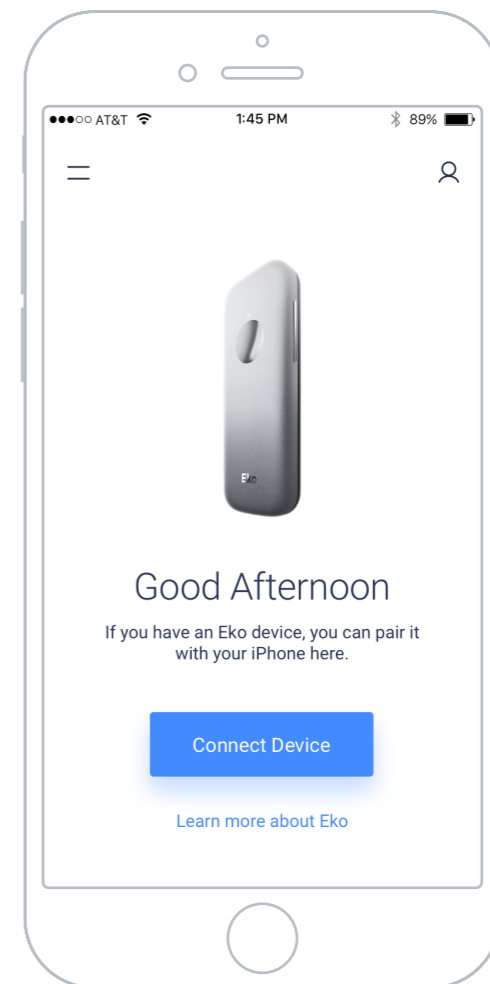 AT&T 1:45 PM 89%
Eko
Good Afternoon
If you have an Eko device, you can pair it
with your iPhone here.
Connect Device
Learn more about Eko